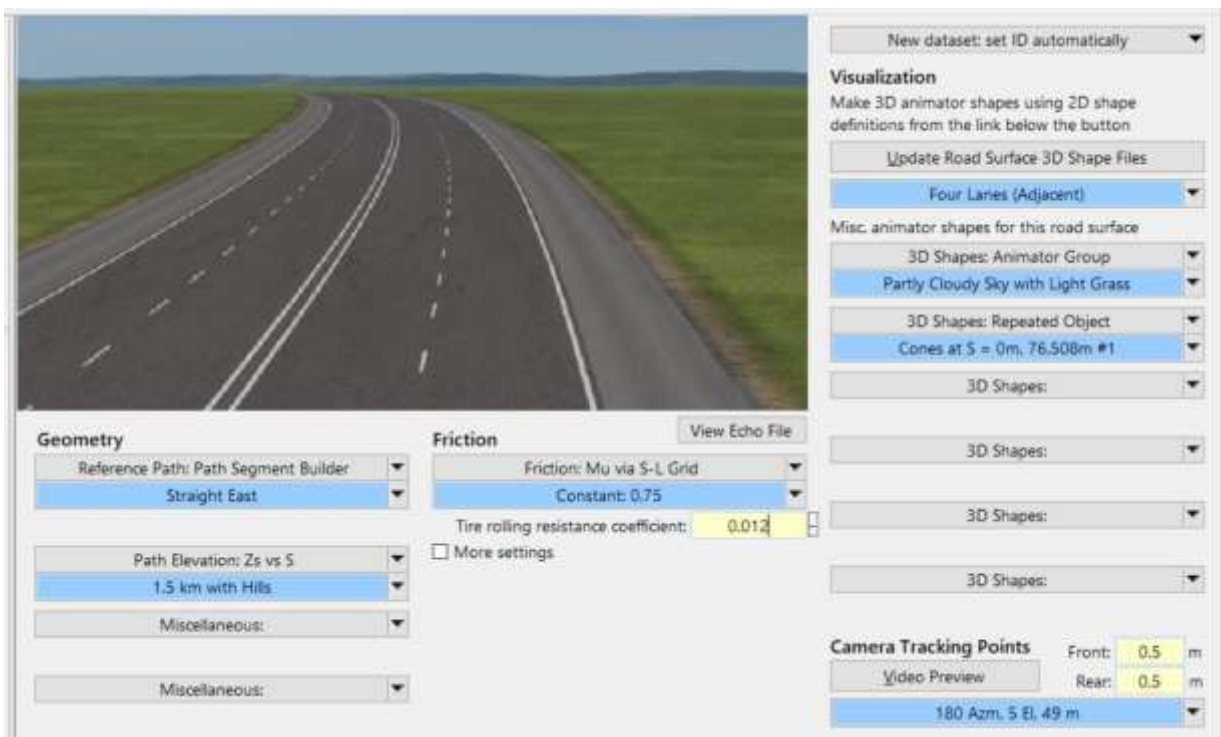 New dataset: set ID automatically
Visualization
Make 3D animator shapes using 2D shape
definitions from the link below the button
Update Road Surface 3D Shape Files
Four Lanes (Adjacent)
Misc. animator shapes for this road surface
3D Shapes: Animator Group
Partly Cloudy Sky with Light Grass
3D Shapes: Repeated Object
Cones at S = 0m, 76.508m #1
3D Shapes:
3D Shapes:
3D Shapes:
3D Shapes:
Geometry
Reference Path: Path Segment Builder
Straight East
Path Elevation: Zs vs S
1.5 km with Hills
Miscellaneous:
Miscellaneous:
View Echo File
Friction
Friction: Mu via S-L Grid
Constant: 0.75
Tire rolling resistance coefficient: 0.012
More settings
Camera Tracking Points
Front: 0.5 m
Video Preview
Rear: 0.5 m
180 Azm, 5 El, 49 m